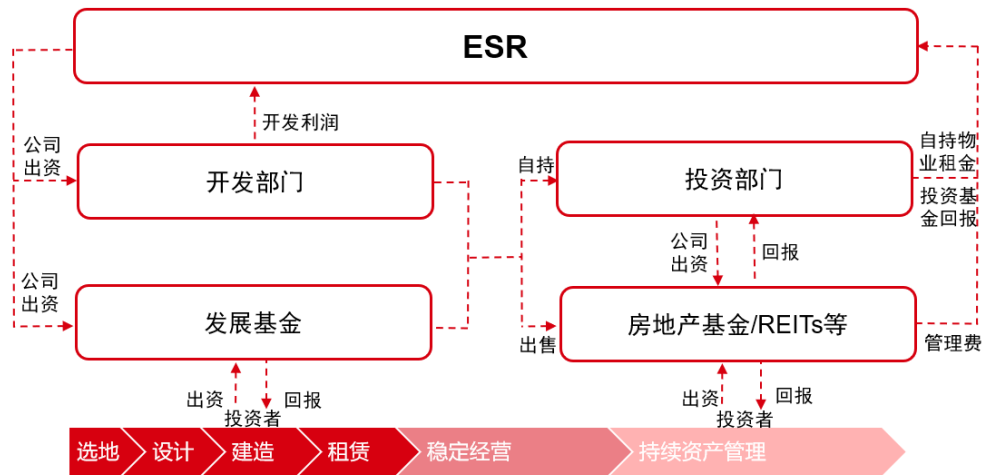 ESR
开发利润
公司
出资
开发部门
自持
投资部门
自持物
业租金
投资基
金回报
公司
出资
回报
公司
出资
发展基金
房地产基金/REITs等
出售
管理费
出资
回报
投资者
出资
回报
投资者
选地
设计
建造
租赁
稳定经营
持续资产管理